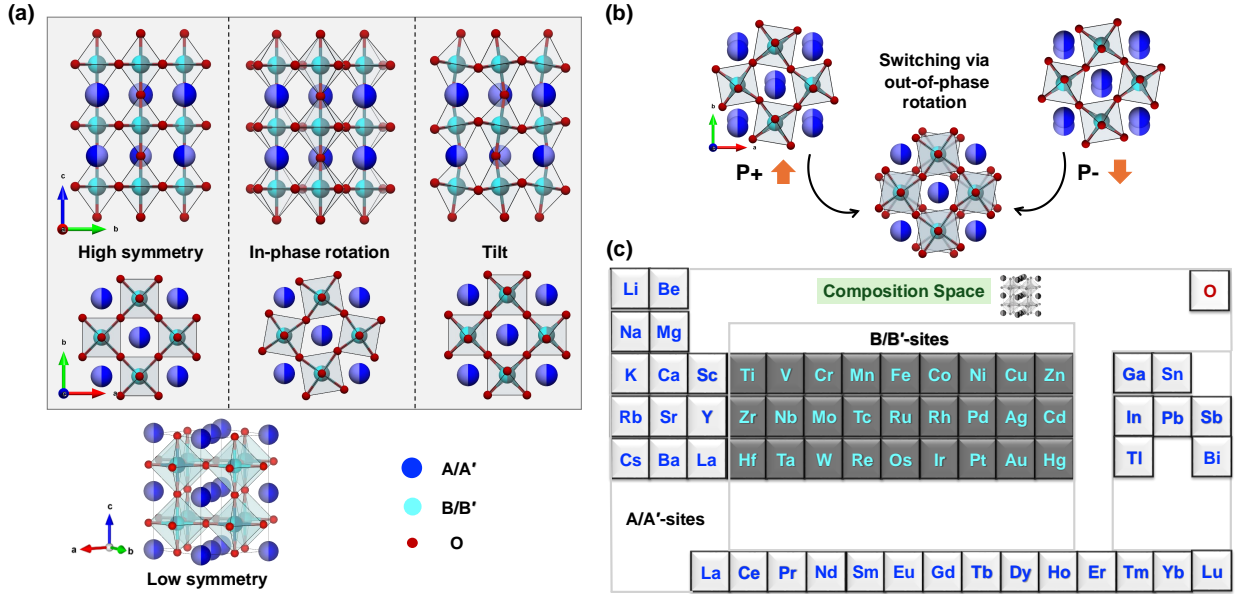 (a)
c
b
High symmetry
In-phase rotation
Tilt
b
a
A/A′
B/B′
O
c
a
b
Low symmetry
(b)
Switching via
out-of-phase
rotation
b
a
P+
P-
(c)
Li Be
Composition Space
O
Na Mg
B/B′-sites
K Ca Sc Ti V Cr Mn Fe Co Ni Cu Zn Ga Sn
Rb Sr Y Zr Nb Mo Tc Ru Rh Pd Ag Cd In Pb Sb
Cs Ba La Hf Ta W Re Os Ir Pt Au Hg Tl Bi
A/A′-sites
La Ce Pr Nd Sm Eu Gd Tb Dy Ho Er Tm Yb Lu